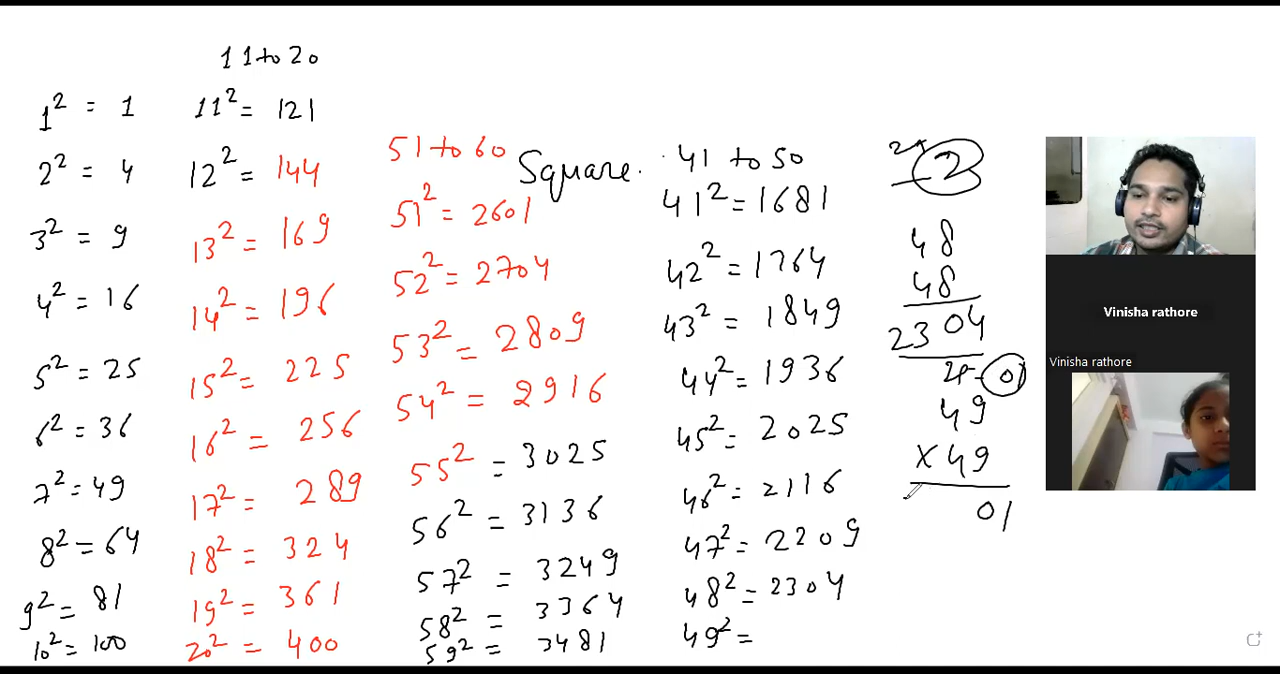 11 to 20
1² = 1
2² = 4
3² = 9
4² = 16
5² = 25
6² = 36
7² = 49
8² = 64
9² = 81
10² = 100
11² = 121
12² = 144
13² = 169
14² = 196
15² = 225
16² = 256
17² = 289
18² = 324
19² = 361
20² = 400
51 to 60
51² = 2601
52² = 2704
53² = 2809
54² = 2916
55² = 3025
56² = 3136
57² = 3249
58² = 3364
59² = 3481
Square.
41 to 50
41² = 1681
42² = 1764
43² = 1849
44² = 1936
45² = 2025
46² = 2116
47² = 2209
48² = 2304
49² =
2
48
48
2304
01
49
x 49
01
Vinisha rathore
Vinisha rathore